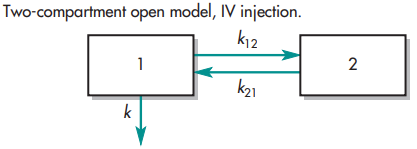 Two-compartment open model, IV injection.
k12
1
2
k21
k